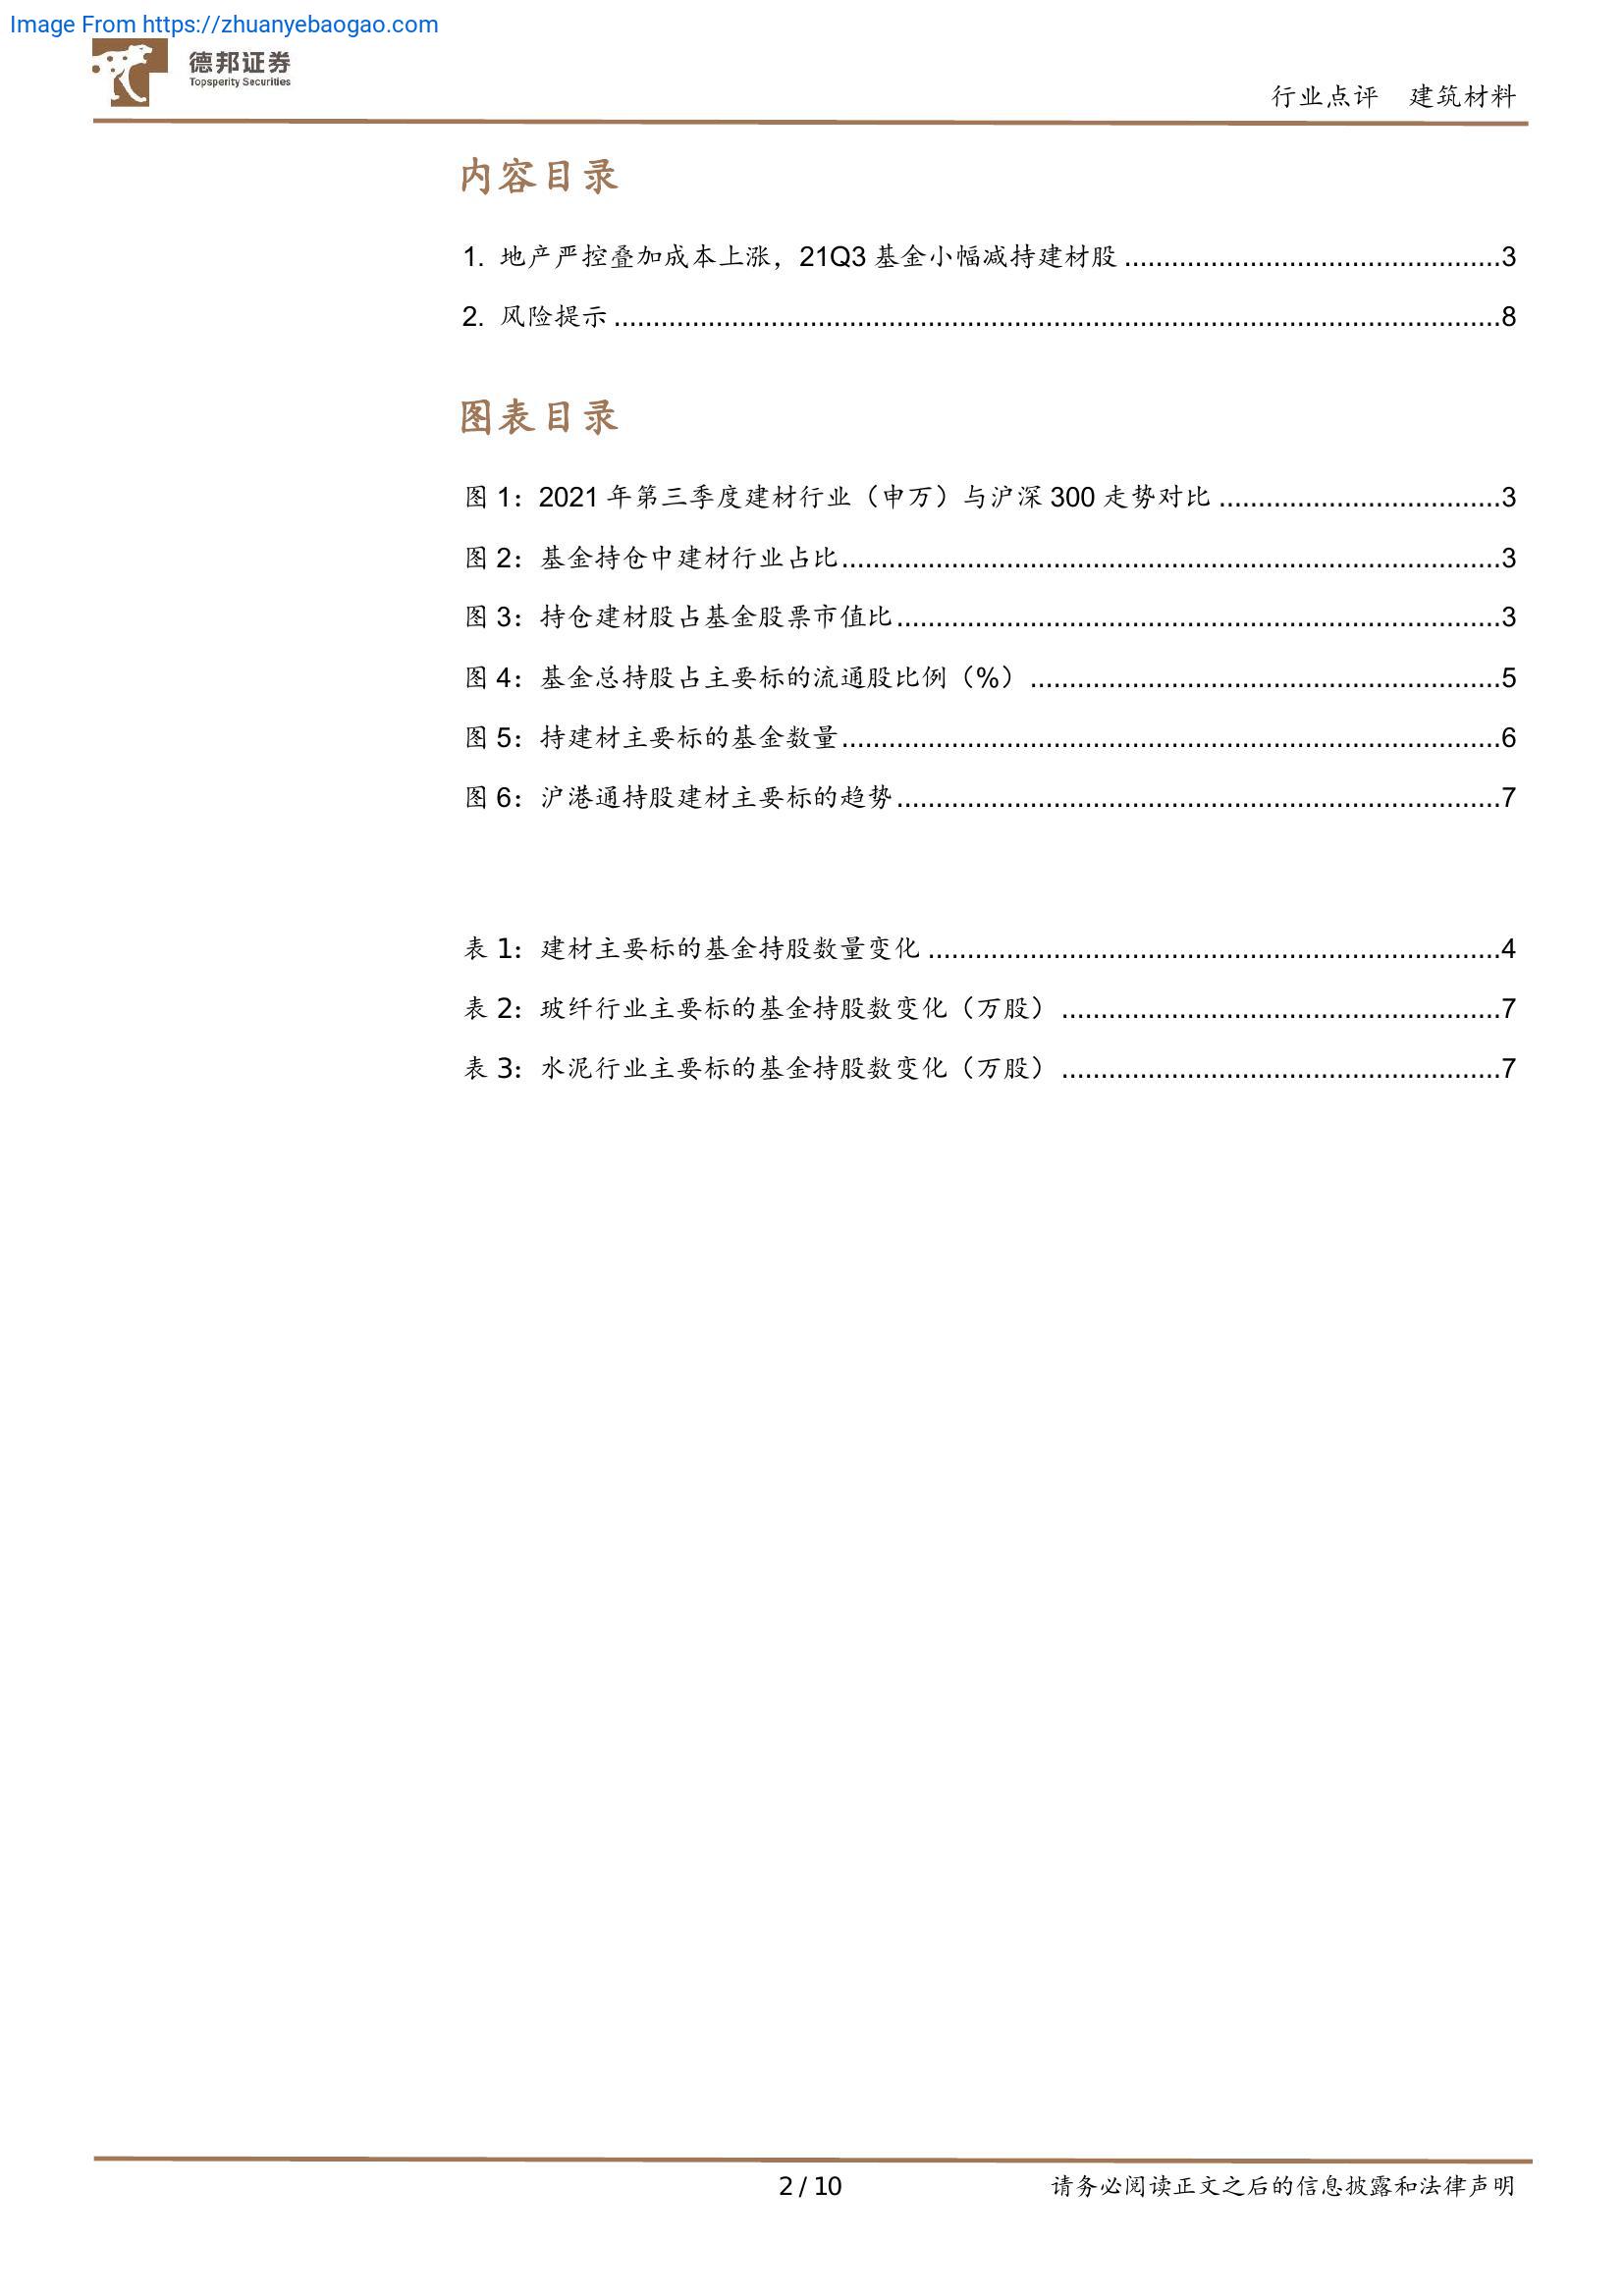 Image From https://zhuanyebaogao.com
德邦证券
Topsperity Securities
行业点评 建筑材料
内容目录
1. 地产严控叠加成本上涨，21Q3 基金小幅减持建材股................................................3
2. 风险提示.................................................................................................................8
图表目录
图 1：2021 年第三季度建材行业（申万）与沪深 300 走势对比....................................3
图 2：基金持仓中建材行业占比....................................................................................3
图 3：持仓建材股占基金股票市值比.............................................................................3
图 4：基金总持股占主要标的流通股比例（%）............................................................5
图 5：持建材主要标的基金数量....................................................................................6
图 6：沪港通持股建材主要标的趋势.............................................................................7
表 1：建材主要标的基金持股数量变化.........................................................................4
表 2：玻纤行业主要标的基金持股数变化（万股）........................................................7
表 3：水泥行业主要标的基金持股数变化（万股）........................................................7
2 / 10 请务必阅读正文之后的信息披露和法律声明